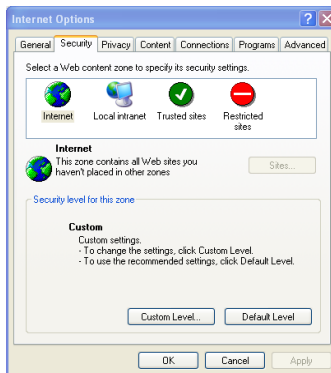 Internet Options
General Security Privacy Content Connections Programs Advanced
Select a Web content zone to specify its security settings.
Internet Local intranet Trusted sites Restricted sites
Internet
This zone contains all Web sites you
haven't placed in other zones
Sites...
Security level for this zone
Custom
Custom settings.
- To change the settings, click Custom Level.
- To use the recommended settings, click Default Level.
Custom Level... Default Level
OK Cancel Apply